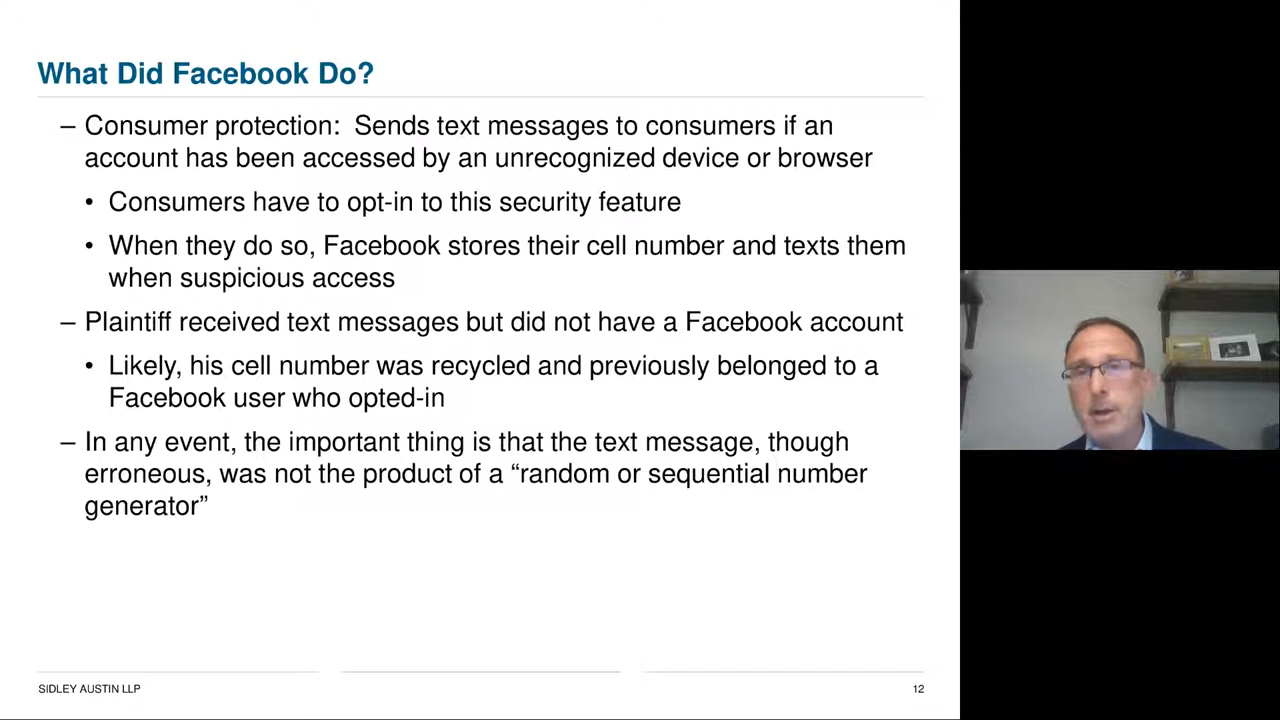 What Did Facebook Do?
– Consumer protection:  Sends text messages to consumers if an
account has been accessed by an unrecognized device or browser
• Consumers have to opt-in to this security feature
• When they do so, Facebook stores their cell number and texts them
when suspicious access
– Plaintiff received text messages but did not have a Facebook account
• Likely, his cell number was recycled and previously belonged to a
Facebook user who opted-in
– In any event, the important thing is that the text message, though
erroneous, was not the product of a “random or sequential number
generator”
SIDLEY AUSTIN LLP
12